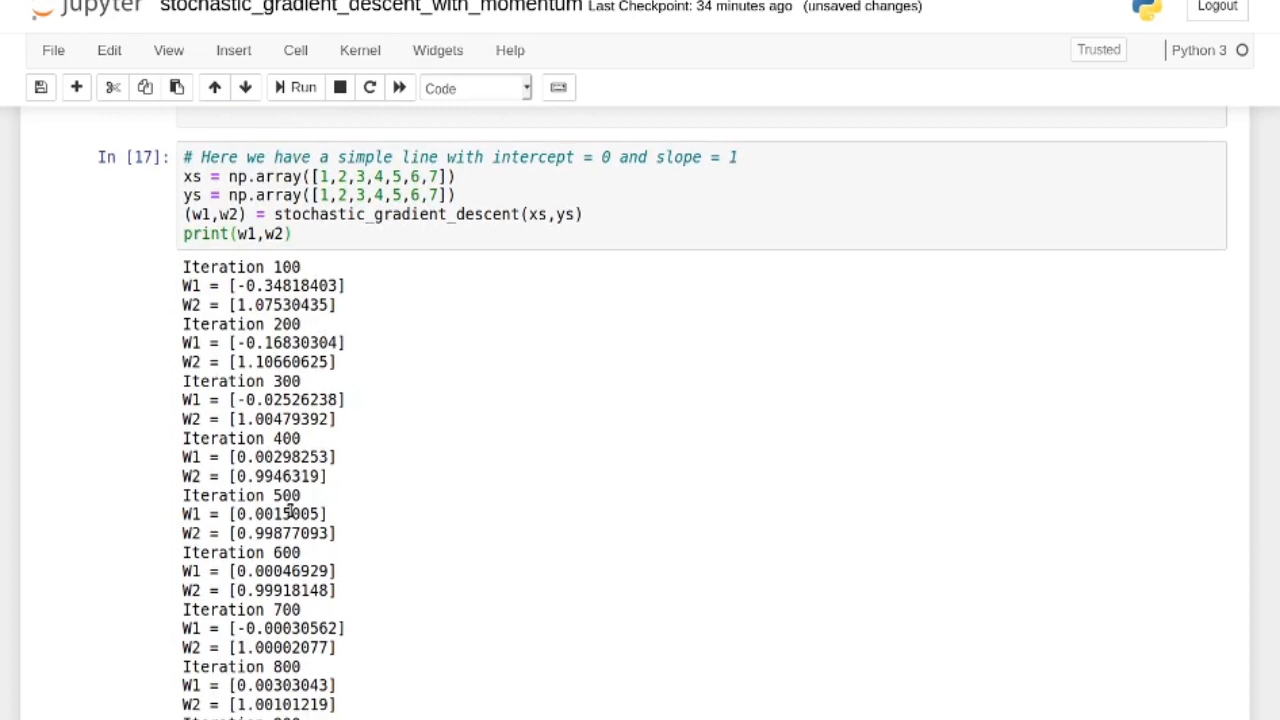 jupyter stochastic_gradient_descent_with_momentum Last Checkpoint: 34 minutes ago (unsaved changes) Logout
File Edit View Insert Cell Kernel Widgets Help Trusted Python 3
Run Code
In [17]: # Here we have a simple line with intercept = 0 and slope = 1
xs = np.array([1,2,3,4,5,6,7])
ys = np.array([1,2,3,4,5,6,7])
(w1,w2) = stochastic_gradient_descent(xs,ys)
print(w1,w2)
Iteration 100
W1 = [-0.34818403]
W2 = [1.07530435]
Iteration 200
W1 = [-0.16830304]
W2 = [1.10660625]
Iteration 300
W1 = [-0.02526238]
W2 = [1.00479392]
Iteration 400
W1 = [0.00298253]
W2 = [0.9946319]
Iteration 500
W1 = [0.0015005]
W2 = [0.99877093]
Iteration 600
W1 = [0.00046929]
W2 = [0.99918148]
Iteration 700
W1 = [-0.00030562]
W2 = [1.00002077]
Iteration 800
W1 = [0.00303043]
W2 = [1.00101219]